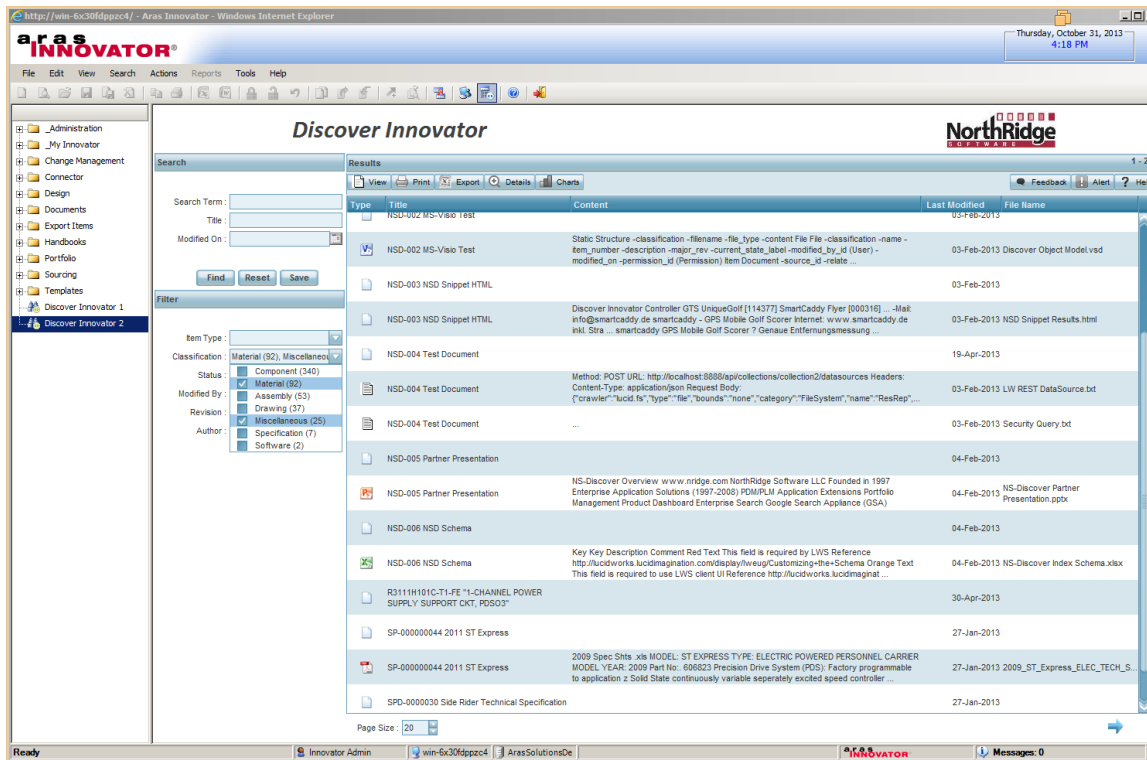 http://win-6x30fdppzc4/ - Aras Innovator - Windows Internet Explorer
aras INNOVATOR®
Thursday, October 31, 2013
4:18 PM
File Edit View Search Actions Reports Tools Help
_Administration
_My Innovator
Change Management
Connector
Design
Documents
Export Items
Handbooks
Portfolio
Sourcing
Templates
Discover Innovator 1
Discover Innovator 2
Discover Innovator
NorthRidge
SOFTWARE
Search
Search Term :
Title :
Modified On :
Find Reset Save
Filter
Item Type :
Classification : Material (92), Miscellaneou
Status :
Modified By :
Revision :
Author :
Component (340)
Material (92)
Assembly (53)
Drawing (37)
Miscellaneous (25)
Specification (7)
Software (2)
Results 1 - 2
View Print Export Details Charts Feedback Alert ? Hel
Type Title Content Last Modified File Name
NSD-002 MS-Visio Test 03-Feb-2013
NSD-002 MS-Visio Test
Static Structure -classification -fillename -file_type -content File File -classification -name -
item_number -description -major_rev -current_state_label -modified_by_id (User) -
modified_on -permission_id (Permission) Item Document -source_id -relate ...
03-Feb-2013 Discover Object Model.vsd
NSD-003 NSD Snippet HTML 03-Feb-2013
NSD-003 NSD Snippet HTML
Discover Innovator Controller GTS UniqueGolf [114377] SmartCaddy Flyer [000316] ... -Mail:
info@smartcaddy.de smartcaddy - GPS Mobile Golf Scorer Internet: www.smartcaddy.de
inkl. Stra ... smartcaddy GPS Mobile Golf Scorer ? Genaue Entfernungsmessung ...
03-Feb-2013 NSD Snippet Results.html
NSD-004 Test Document 19-Apr-2013
NSD-004 Test Document
Method: POST URL: http://localhost:8888/api/collections/collection2/datasources Headers:
Content-Type: application/json Request Body:
{"crawler":"lucid.fs","type":"file","bounds":"none","category":"FileSystem","name":"ResRep",...
03-Feb-2013 LW REST DataSource.txt
NSD-004 Test Document ... 03-Feb-2013 Security Query.txt
NSD-005 Partner Presentation 04-Feb-2013
NSD-005 Partner Presentation
NS-Discover Overview www.nridge.com NorthRidge Software LLC Founded in 1997
Enterprise Application Solutions (1997-2008) PDM/PLM Application Extensions Portfolio
Management Product Dashboard Enterprise Search Google Search Appliance (GSA)
04-Feb-2013 NS-Discover Partner
Presentation.pptx
NSD-006 NSD Schema 04-Feb-2013
NSD-006 NSD Schema
Key Key Description Comment Red Text This field is required by LWS Reference
http://lucidworks.lucidimagination.com/display/lweug/Customizing+the+Schema Orange Text
This field is required to use LWS client UI Reference http://lucidworks.lucidimaginat ...
04-Feb-2013 NS-Discover Index Schema.xlsx
R3111H101C-T1-FE "1-CHANNEL POWER
SUPPLY SUPPORT CKT, PDSO3"
30-Apr-2013
SP-000000044 2011 ST Express 27-Jan-2013
SP-000000044 2011 ST Express
2009 Spec Shts .xls MODEL: ST EXPRESS TYPE: ELECTRIC POWERED PERSONNEL CARRIER
MODEL YEAR: 2009 Part No:. 606823 Precision Drive System (PDS): Factory programmable
to application z Solid State continuously variable seperately excited speed controller ...
27-Jan-2013 2009_ST_Express_ELEC_TECH_S...
SPD-0000030 Side Rider Technical Specification 27-Jan-2013
Page Size : 20
Ready
Innovator Admin
win-6x30fdppzc4
ArasSolutionsDe
aras INNOVATOR
Messages: 0